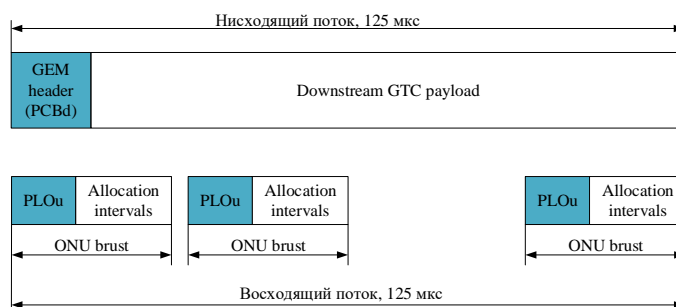 Нисходящий поток, 125 мкс
GEM
header
(PCBd)
Downstream GTC payload
PLOu
Allocation
intervals
PLOu
Allocation
intervals
PLOu
Allocation
intervals
ONU brust
ONU brust
ONU brust
Восходящий поток, 125 мкс